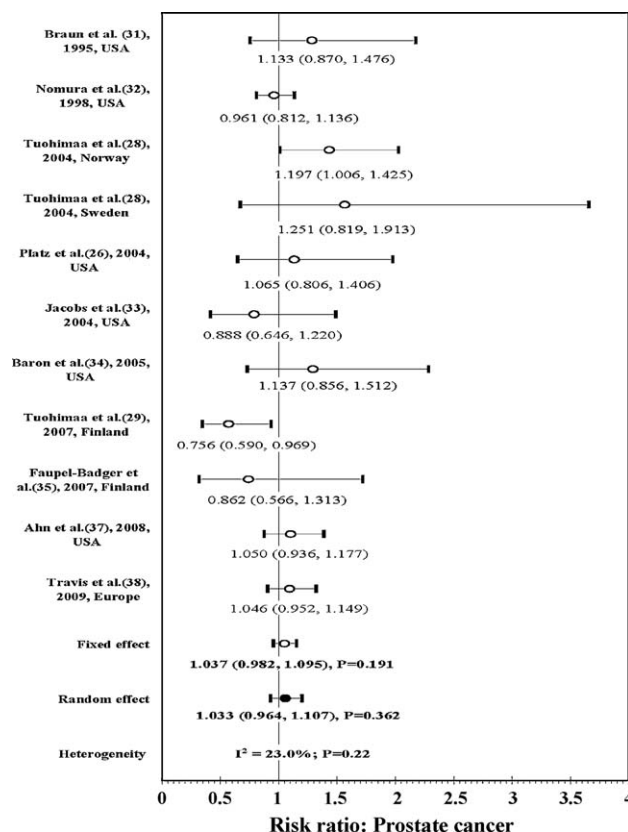 Braun et al. (31),
1995, USA
1.133 (0.870, 1.476)
Nomura et al.(32),
1998, USA
0.961 (0.812, 1.136)
Tuohimaa et al.(28),
2004, Norway
1.197 (1.006, 1.425)
Tuohimaa et al.(28),
2004, Sweden
1.251 (0.819, 1.913)
Platz et al.(26), 2004,
USA
1.065 (0.806, 1.406)
Jacobs et al.(33),
2004, USA
0.888 (0.646, 1.220)
Baron et al.(34), 2005,
USA
1.137 (0.856, 1.512)
Tuohimaa et al.(29),
2007, Finland
0.756 (0.590, 0.969)
Faupel-Badger et
al.(35), 2007, Finland
0.862 (0.566, 1.313)
Ahn et al.(37), 2008,
USA
1.050 (0.936, 1.177)
Travis et al.(38),
2009, Europe
1.046 (0.952, 1.149)
Fixed effect
1.037 (0.982, 1.095), P=0.191
Random effect
1.033 (0.964, 1.107), P=0.362
Heterogeneity I² = 23.0%; P=0.22
0 0.5 1 1.5 2 2.5 3 3.5 4
Risk ratio: Prostate cancer